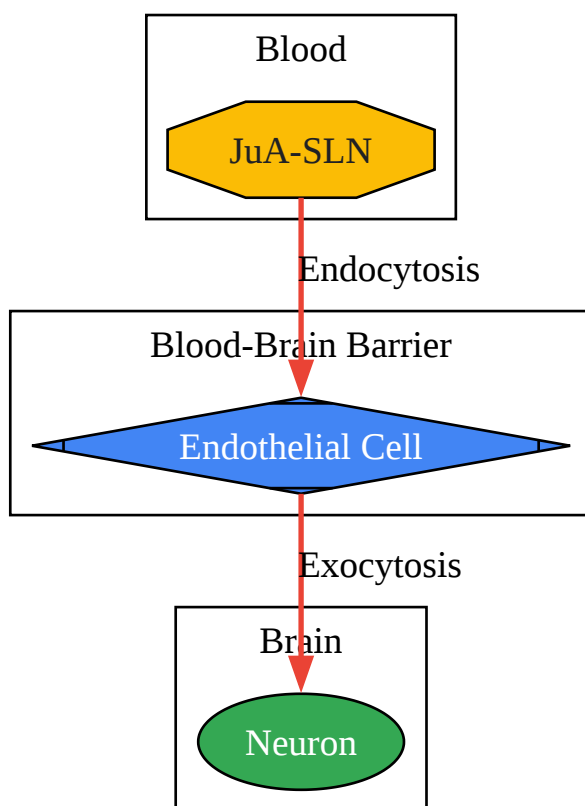 Blood
JuA-SLN
Endocytosis
Blood-Brain Barrier
Endothelial Cell
Exocytosis
Brain
Neuron